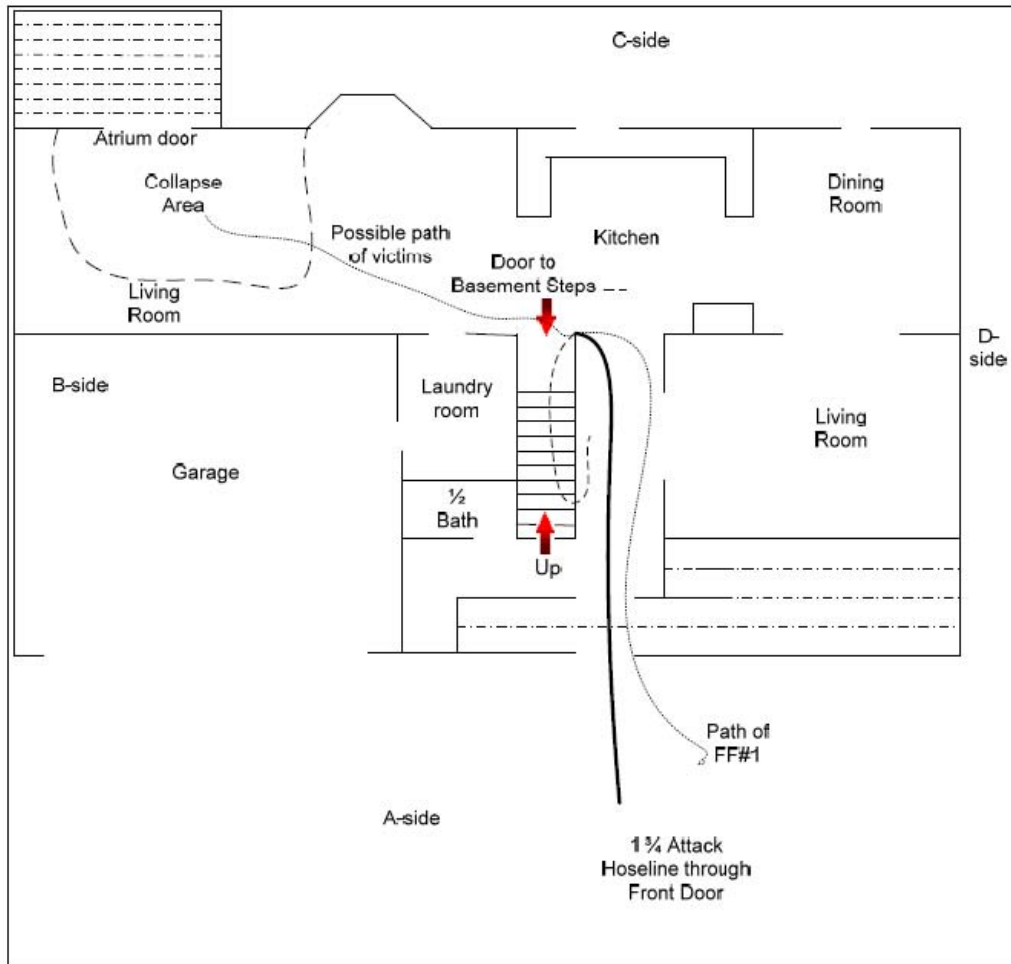 C-side
Atrium door
Collapse
Area
Possible path
of victims
Kitchen
Dining
Room
Door to
Basement Steps
Living
Room
D-
side
B-side
Laundry
room
Living
Room
Garage
½
Bath
Up
Path of
FF#1
A-side
1¾ Attack
Hoseline through
Front Door